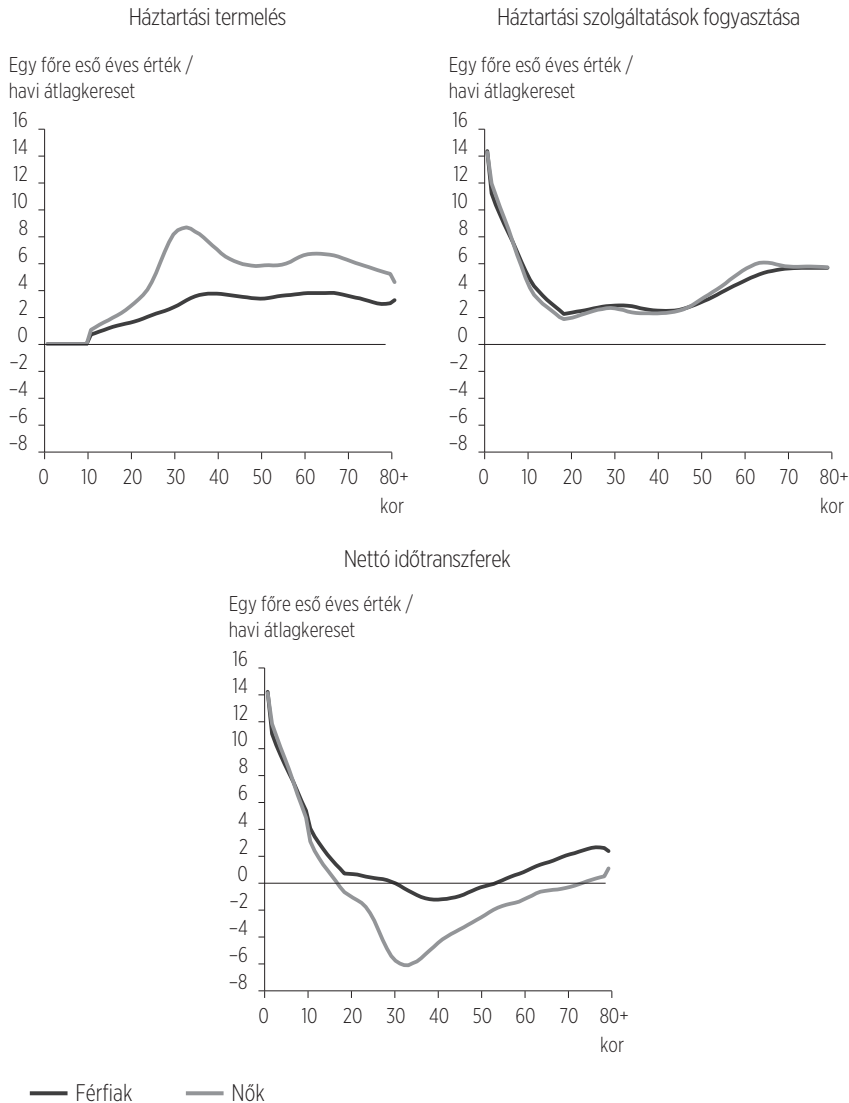 Háztartási termelés
Egy főre eső éves érték /
havi átlagkereset
16
14
12
10
8
6
4
2
0
–2
–4
–6
–8
0 10 20 30 40 50 60 70 80+
kor
Háztartási szolgáltatások fogyasztása
Egy főre eső éves érték /
havi átlagkereset
16
14
12
10
8
6
4
2
0
–2
–4
–6
–8
0 10 20 30 40 50 60 70 80+
kor
Nettó időtranszferek
Egy főre eső éves érték /
havi átlagkereset
16
14
12
10
8
6
4
2
0
–2
–4
–6
–8
0 10 20 30 40 50 60 70 80+
kor
Férfiak Nők